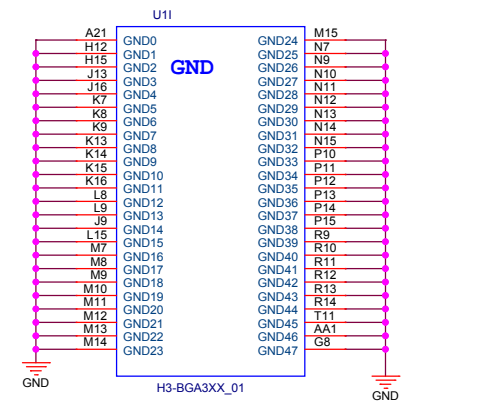 U1I
A21 GND0 GND24 M15
H12 GND1 GND25 N7
H15 GND2 GND26 N9
GND
J13 GND3 GND27 N10
J16 GND4 GND28 N11
K7 GND5 GND29 N12
K8 GND6 GND30 N13
K9 GND7 GND31 N14
K13 GND8 GND32 N15
K14 GND9 GND33 P10
K15 GND10 GND34 P11
K16 GND11 GND35 P12
L8 GND12 GND36 P13
L9 GND13 GND37 P14
J9 GND14 GND38 P15
L15 GND15 GND39 R9
M7 GND16 GND40 R10
M8 GND17 GND41 R11
M9 GND18 GND42 R12
M10 GND19 GND43 R13
M11 GND20 GND44 R14
M12 GND21 GND45 T11
M13 GND22 GND46 AA1
M14 GND23 GND47 G8
GND
H3-BGA3XX_01
GND